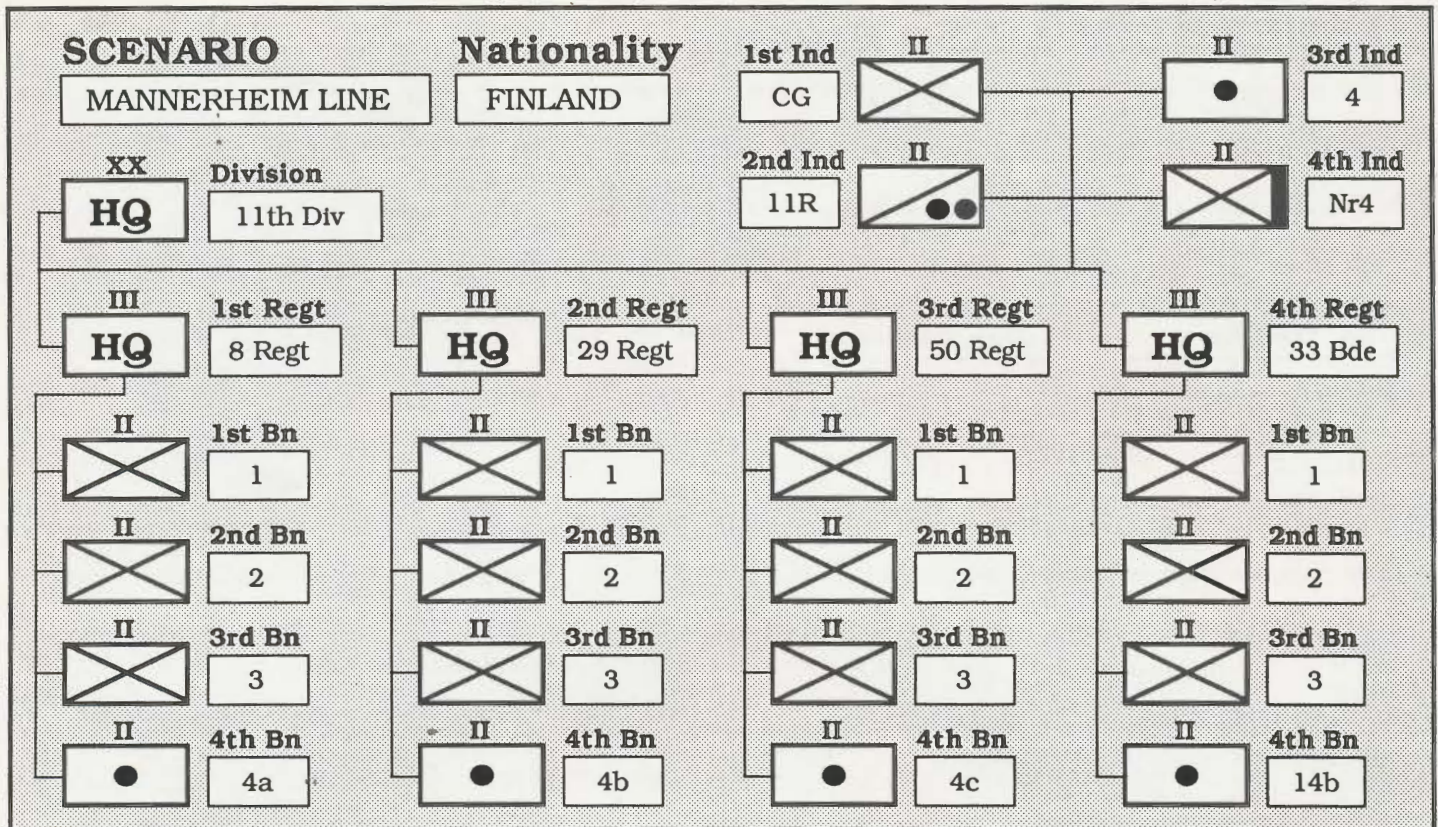 SCENARIO
MANNERHEIM LINE
Nationality
FINLAND
XX
HQ
Division
11th Div
1st Ind
CG
II
II
3rd Ind
4
2nd Ind
11R
II
II
4th Ind
Nr4
III
HQ
1st Regt
8 Regt
III
HQ
2nd Regt
29 Regt
III
HQ
3rd Regt
50 Regt
III
HQ
4th Regt
33 Bde
II
1st Bn
1
II
1st Bn
1
II
1st Bn
1
II
1st Bn
1
II
2nd Bn
2
II
2nd Bn
2
II
2nd Bn
2
II
2nd Bn
2
II
3rd Bn
3
II
3rd Bn
3
II
3rd Bn
3
II
3rd Bn
3
II
4th Bn
4a
II
4th Bn
4b
II
4th Bn
4c
II
4th Bn
14b